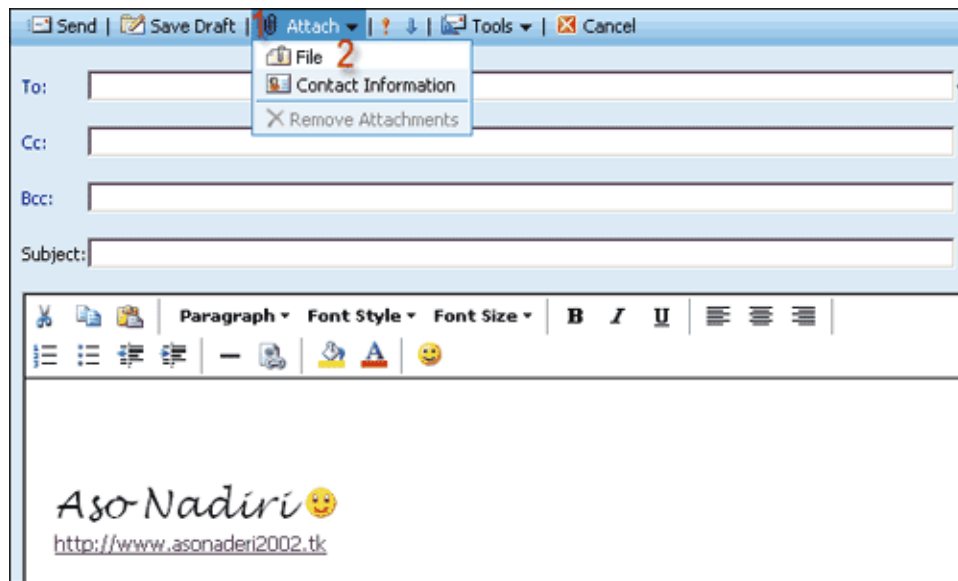 Send | Save Draft | 1 Attach | ! | Tools | Cancel
File 2
To:
Contact Information
Remove Attachments
Cc:
Bcc:
Subject:
Paragraph Font Style Font Size B I U
A
Aso Nadiri
http://www.asonaderi2002.tk